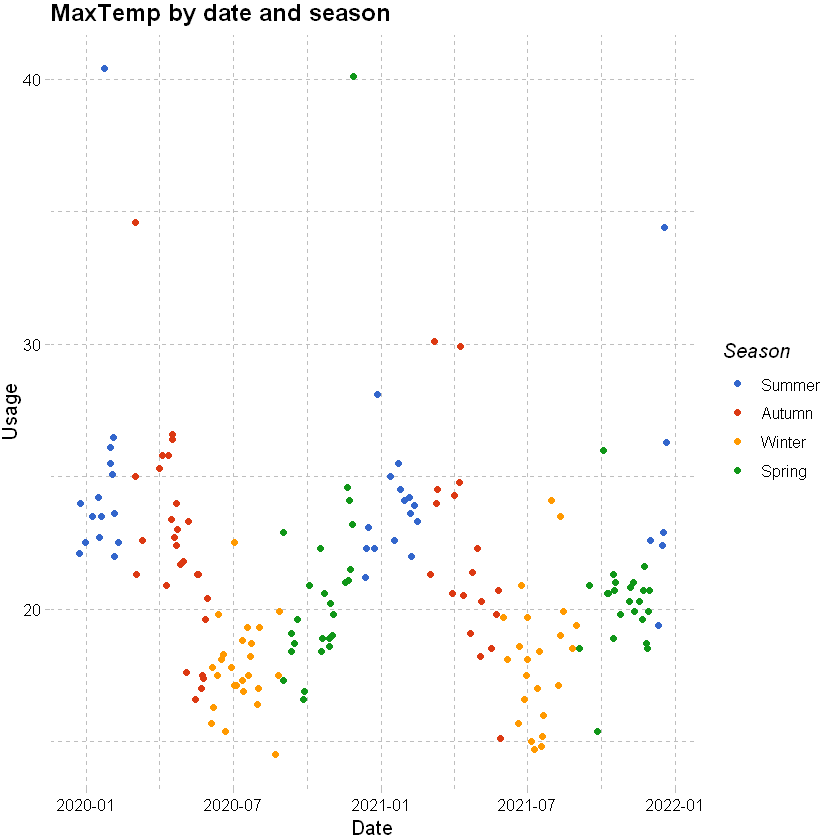 MaxTemp by date and season
Usage
40
30
20
2020-01
2020-07
2021-01
2021-07
2022-01
Date
Season
Summer
Autumn
Winter
Spring